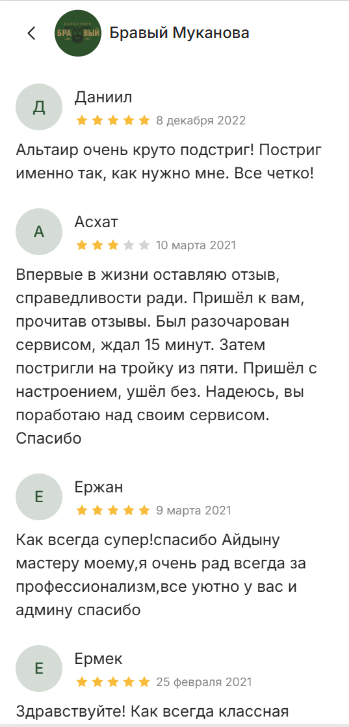 БРАВЫЙ
Бравый Муканова
Д
Даниил
8 декабря 2022
Альтаир очень круто подстриг! Постриг
именно так, как нужно мне. Все четко!
А
Асхат
10 марта 2021
Впервые в жизни оставляю отзыв,
справедливости ради. Пришёл к вам,
прочитав отзывы. Был разочарован
сервисом, ждал 15 минут. Затем
постригли на тройку из пяти. Пришёл с
настроением, ушёл без. Надеюсь, вы
поработаю над своим сервисом.
Спасибо
Е
Ержан
9 марта 2021
Как всегда супер!спасибо Айдыну
мастеру моему,я очень рад всегда за
профессионализм,все уютно у вас и
админу спасибо
Е
Ермек
25 февраля 2021
Здравствуйте! Как всегда классная